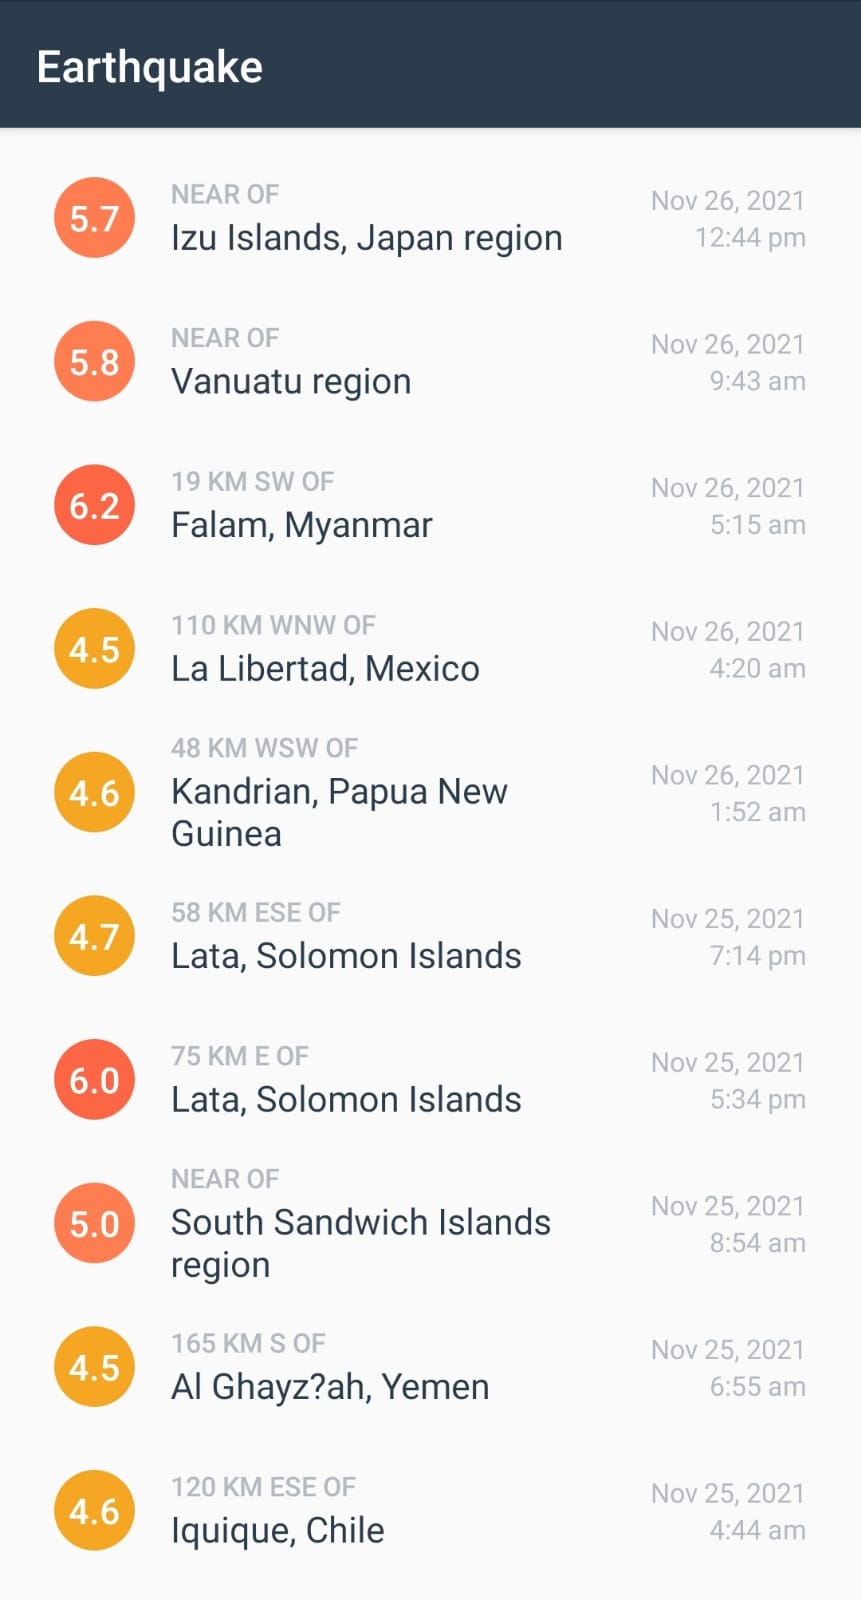 Earthquake
5.7
NEAR OF
Izu Islands, Japan region
Nov 26, 2021
12:44 pm
5.8
NEAR OF
Vanuatu region
Nov 26, 2021
9:43 am
6.2
19 KM SW OF
Falam, Myanmar
Nov 26, 2021
5:15 am
4.5
110 KM WNW OF
La Libertad, Mexico
Nov 26, 2021
4:20 am
4.6
48 KM WSW OF
Kandrian, Papua New
Guinea
Nov 26, 2021
1:52 am
4.7
58 KM ESE OF
Lata, Solomon Islands
Nov 25, 2021
7:14 pm
6.0
75 KM E OF
Lata, Solomon Islands
Nov 25, 2021
5:34 pm
5.0
NEAR OF
South Sandwich Islands
region
Nov 25, 2021
8:54 am
4.5
165 KM S OF
Al Ghayz?ah, Yemen
Nov 25, 2021
6:55 am
4.6
120 KM ESE OF
Iquique, Chile
Nov 25, 2021
4:44 am